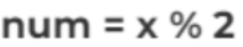 num = x % 2